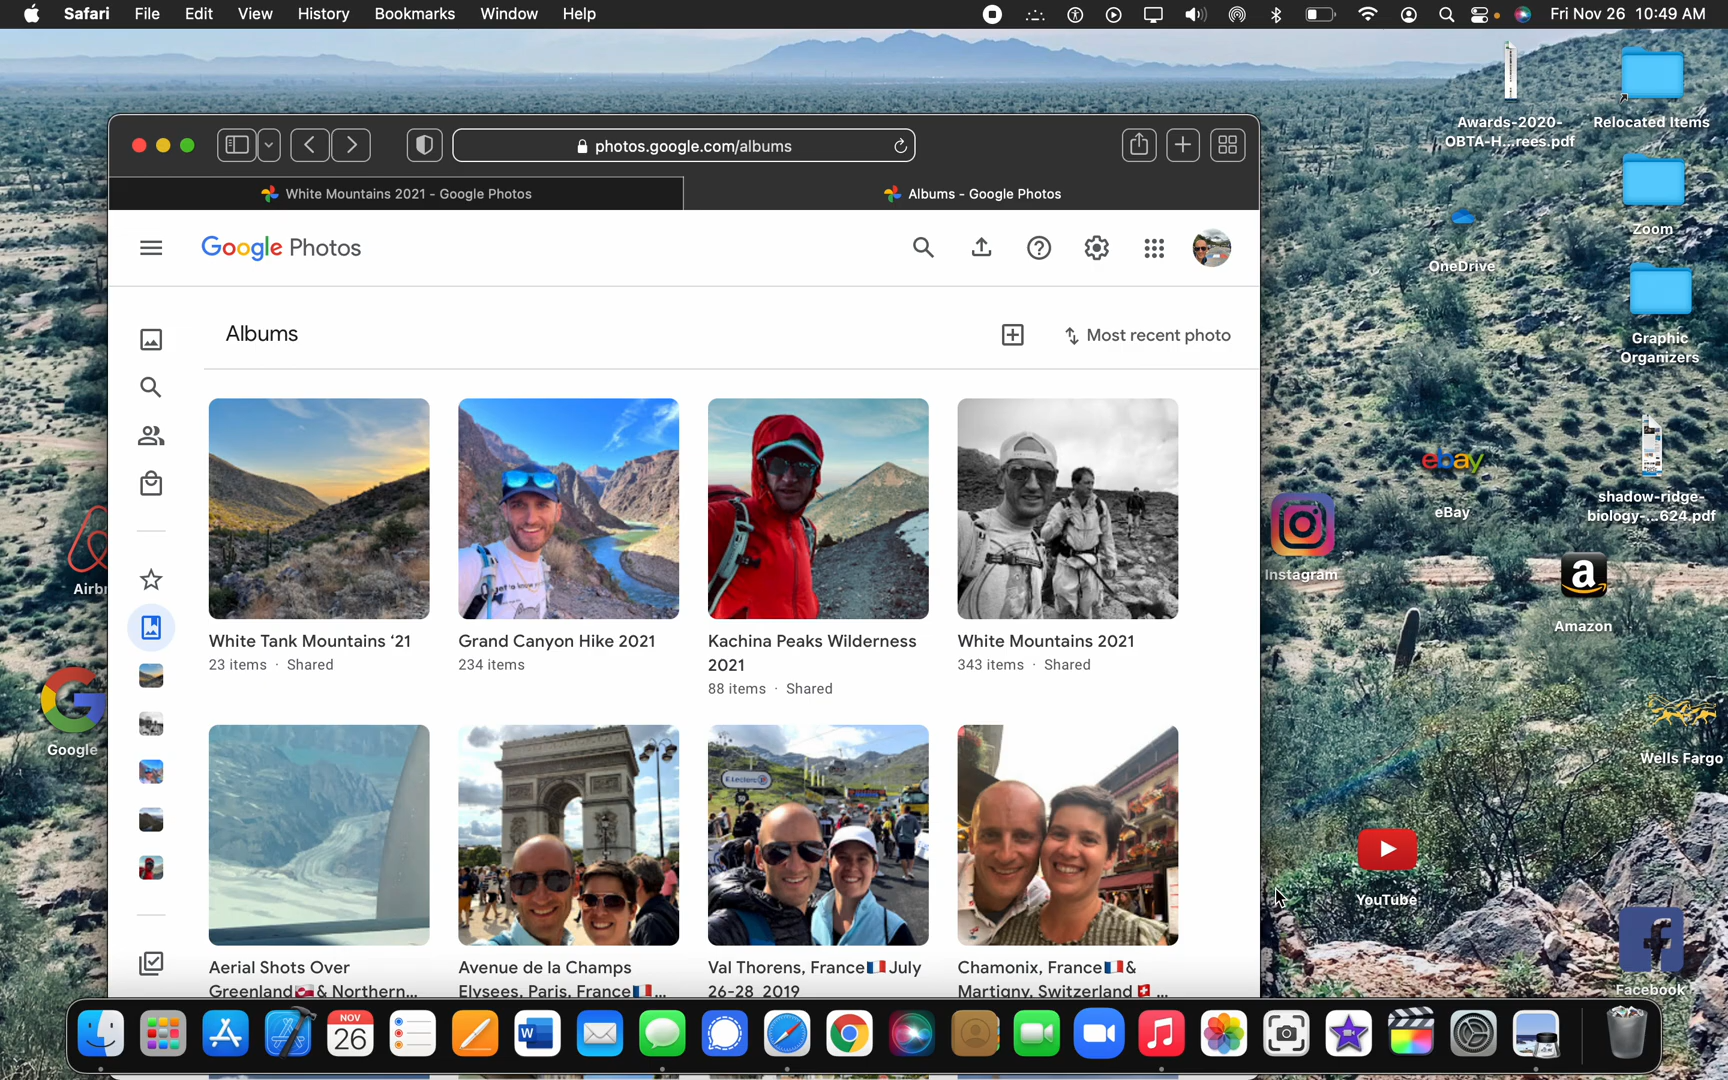 Safari File Edit View History Bookmarks Window Help Fri Nov 26 10:49 AM
photos.google.com/albums
White Mountains 2021 - Google Photos
Albums - Google Photos
Google Photos
Albums
Most recent photo
White Tank Mountains ‘21
23 items · Shared
Grand Canyon Hike 2021
234 items
Kachina Peaks Wilderness
2021
88 items · Shared
White Mountains 2021
343 items · Shared
E.Leclerc
Aerial Shots Over
Greenland🇬🇱 & Northern...
Avenue de la Champs
Elysees, Paris, France🇫🇷...
Val Thorens, France🇫🇷July
26-28 2019
Chamonix, France🇫🇷&
Martigny, Switzerland🇨🇭...
Awards-2020-
OBTA-H...rees.pdf
Relocated Items
Zoom
OneDrive
Graphic
Organizers
shadow-ridge-
biology-...624.pdf
ebay
eBay
Instagram
a
Amazon
Wells Fargo
YouTube
f
Facebook
Airb
G
Google
NOV
26
W